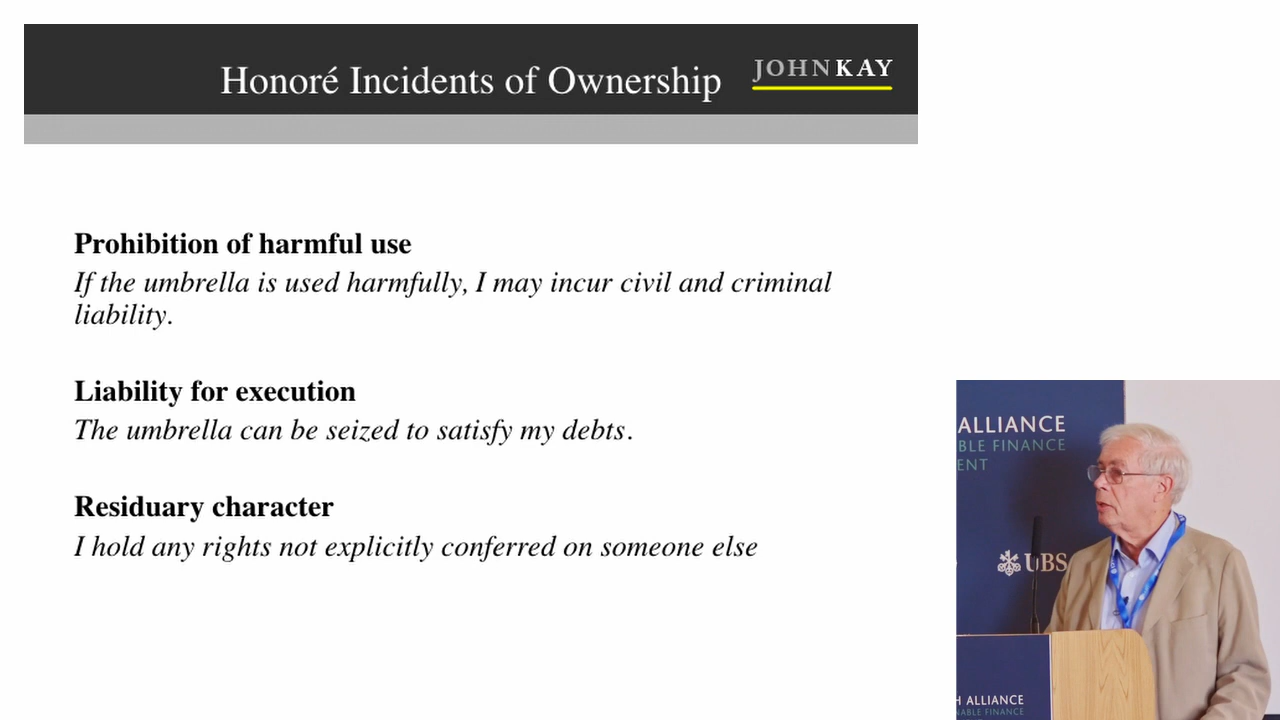 Honoré Incidents of Ownership
JOHNKAY
Prohibition of harmful use
If the umbrella is used harmfully, I may incur civil and criminal
liability.
Liability for execution
The umbrella can be seized to satisfy my debts.
Residuary character
I hold any rights not explicitly conferred on someone else
ALLIANCE
BLE FINANCE
ENT
UBS
H ALLIANCE
NABLE FINANCE